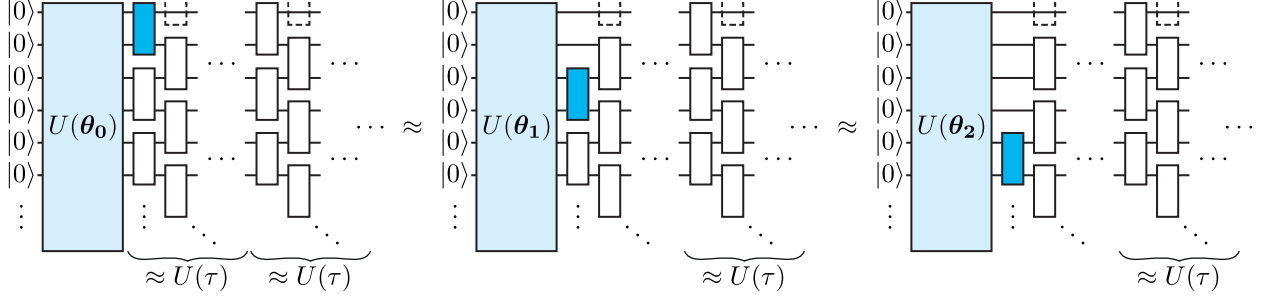 |0⟩ |0⟩ |0⟩
|0⟩ |0⟩ |0⟩
|0⟩ ⋯ ⋯ |0⟩ ⋯ ⋯ |0⟩ ⋯ ⋯
|0⟩ U(θ₀) ⋯ ≈ |0⟩ U(θ₁) ⋯ ≈ |0⟩ U(θ₂) ⋯
|0⟩ ⋯ ⋯ |0⟩ ⋯ ⋯ |0⟩ ⋯ ⋯
|0⟩ |0⟩ |0⟩
⋮ ⋮ ⋱ ⋱ ⋮ ⋮ ⋱ ⋱ ⋮ ⋮ ⋱ ⋱
≈ U(τ) ≈ U(τ) ≈ U(τ) ≈ U(τ)